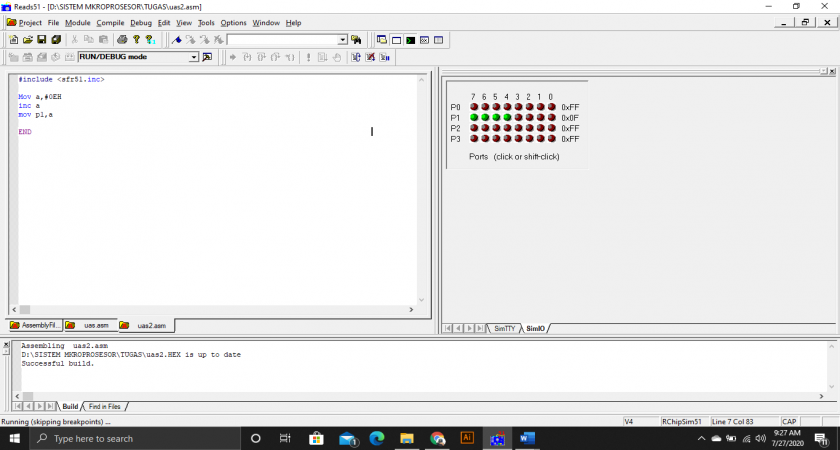 Reads51 - [D:\SISTEM MKROPROSESOR\TUGAS\uas2.asm]
Project File Module Compile Debug Edit View Tools Options Window Help
RUN/DEBUG mode
#include <sfr51.inc>
Mov a,#0EH
inc a
mov p1,a
END
7 6 5 4 3 2 1 0
P0 0xFF
P1 0x0F
P2 0xFF
P3 0xFF
Ports (click or shift-click)
AssemblyFil... uas.asm uas2.asm
SimTTY SimIO
Assembling uas2.asm
D:\SISTEM MKROPROSESOR\TUGAS\uas2.HEX is up to date
Successful build.
Build Find in Files
Running (skipping breakpoints) ...
V4 RChipSim51 Line 7 Col 83 CAP
Type here to search
9:27 AM
7/27/2020